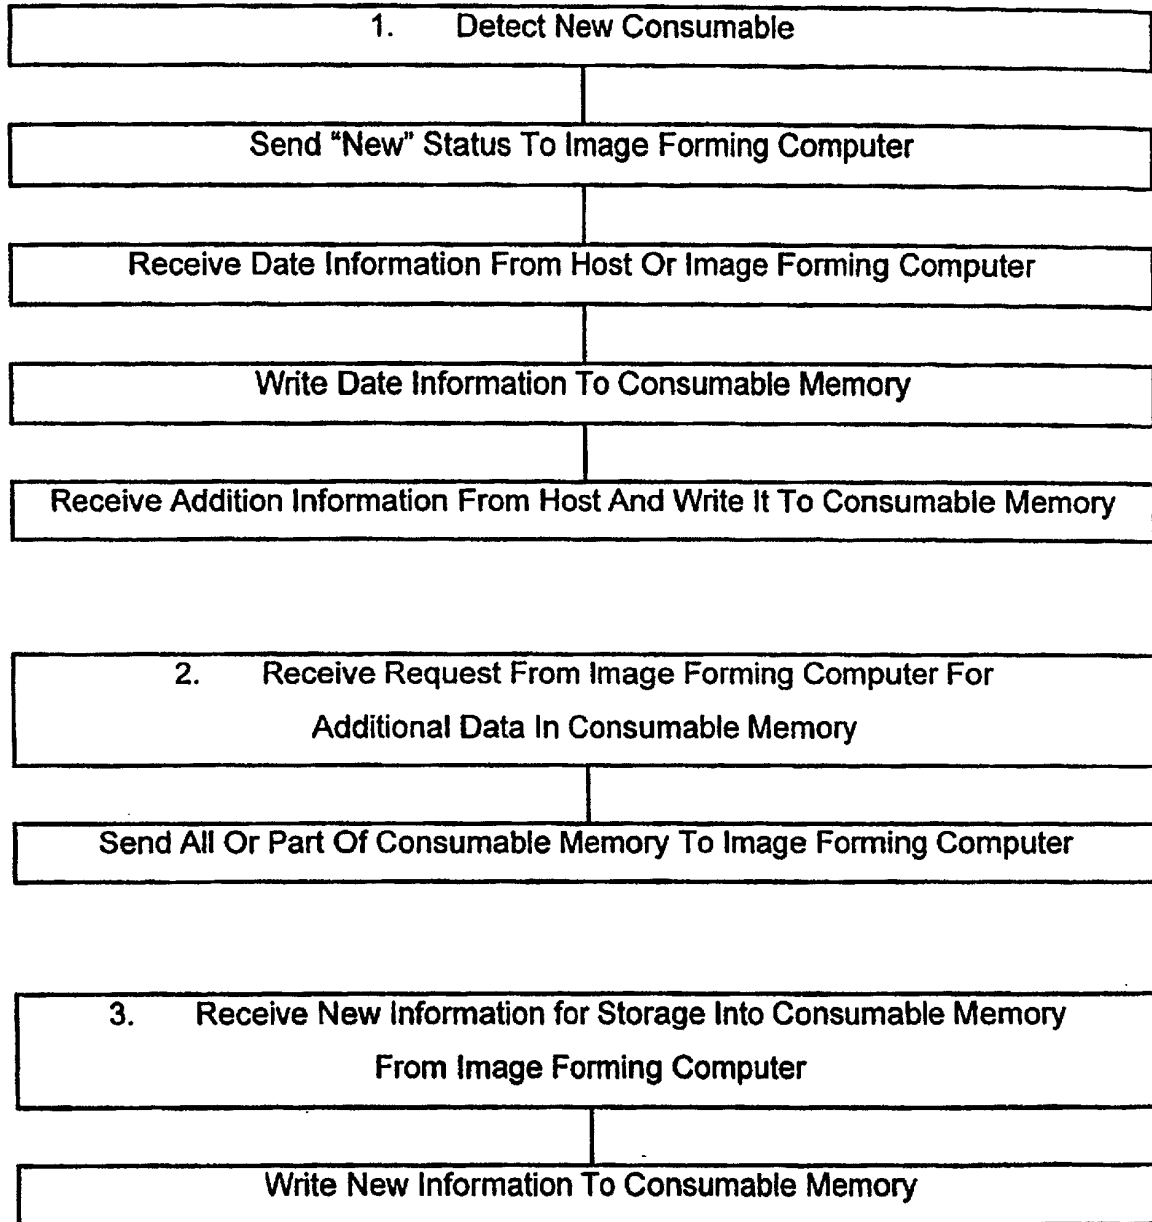 1. Detect New Consumable
Send "New" Status To Image Forming Computer
Receive Date Information From Host Or Image Forming Computer
Write Date Information To Consumable Memory
Receive Addition Information From Host And Write It To Consumable Memory
2. Receive Request From Image Forming Computer For
Additional Data In Consumable Memory
Send All Or Part Of Consumable Memory To Image Forming Computer
3. Receive New Information for Storage Into Consumable Memory
From Image Forming Computer
Write New Information To Consumable Memory